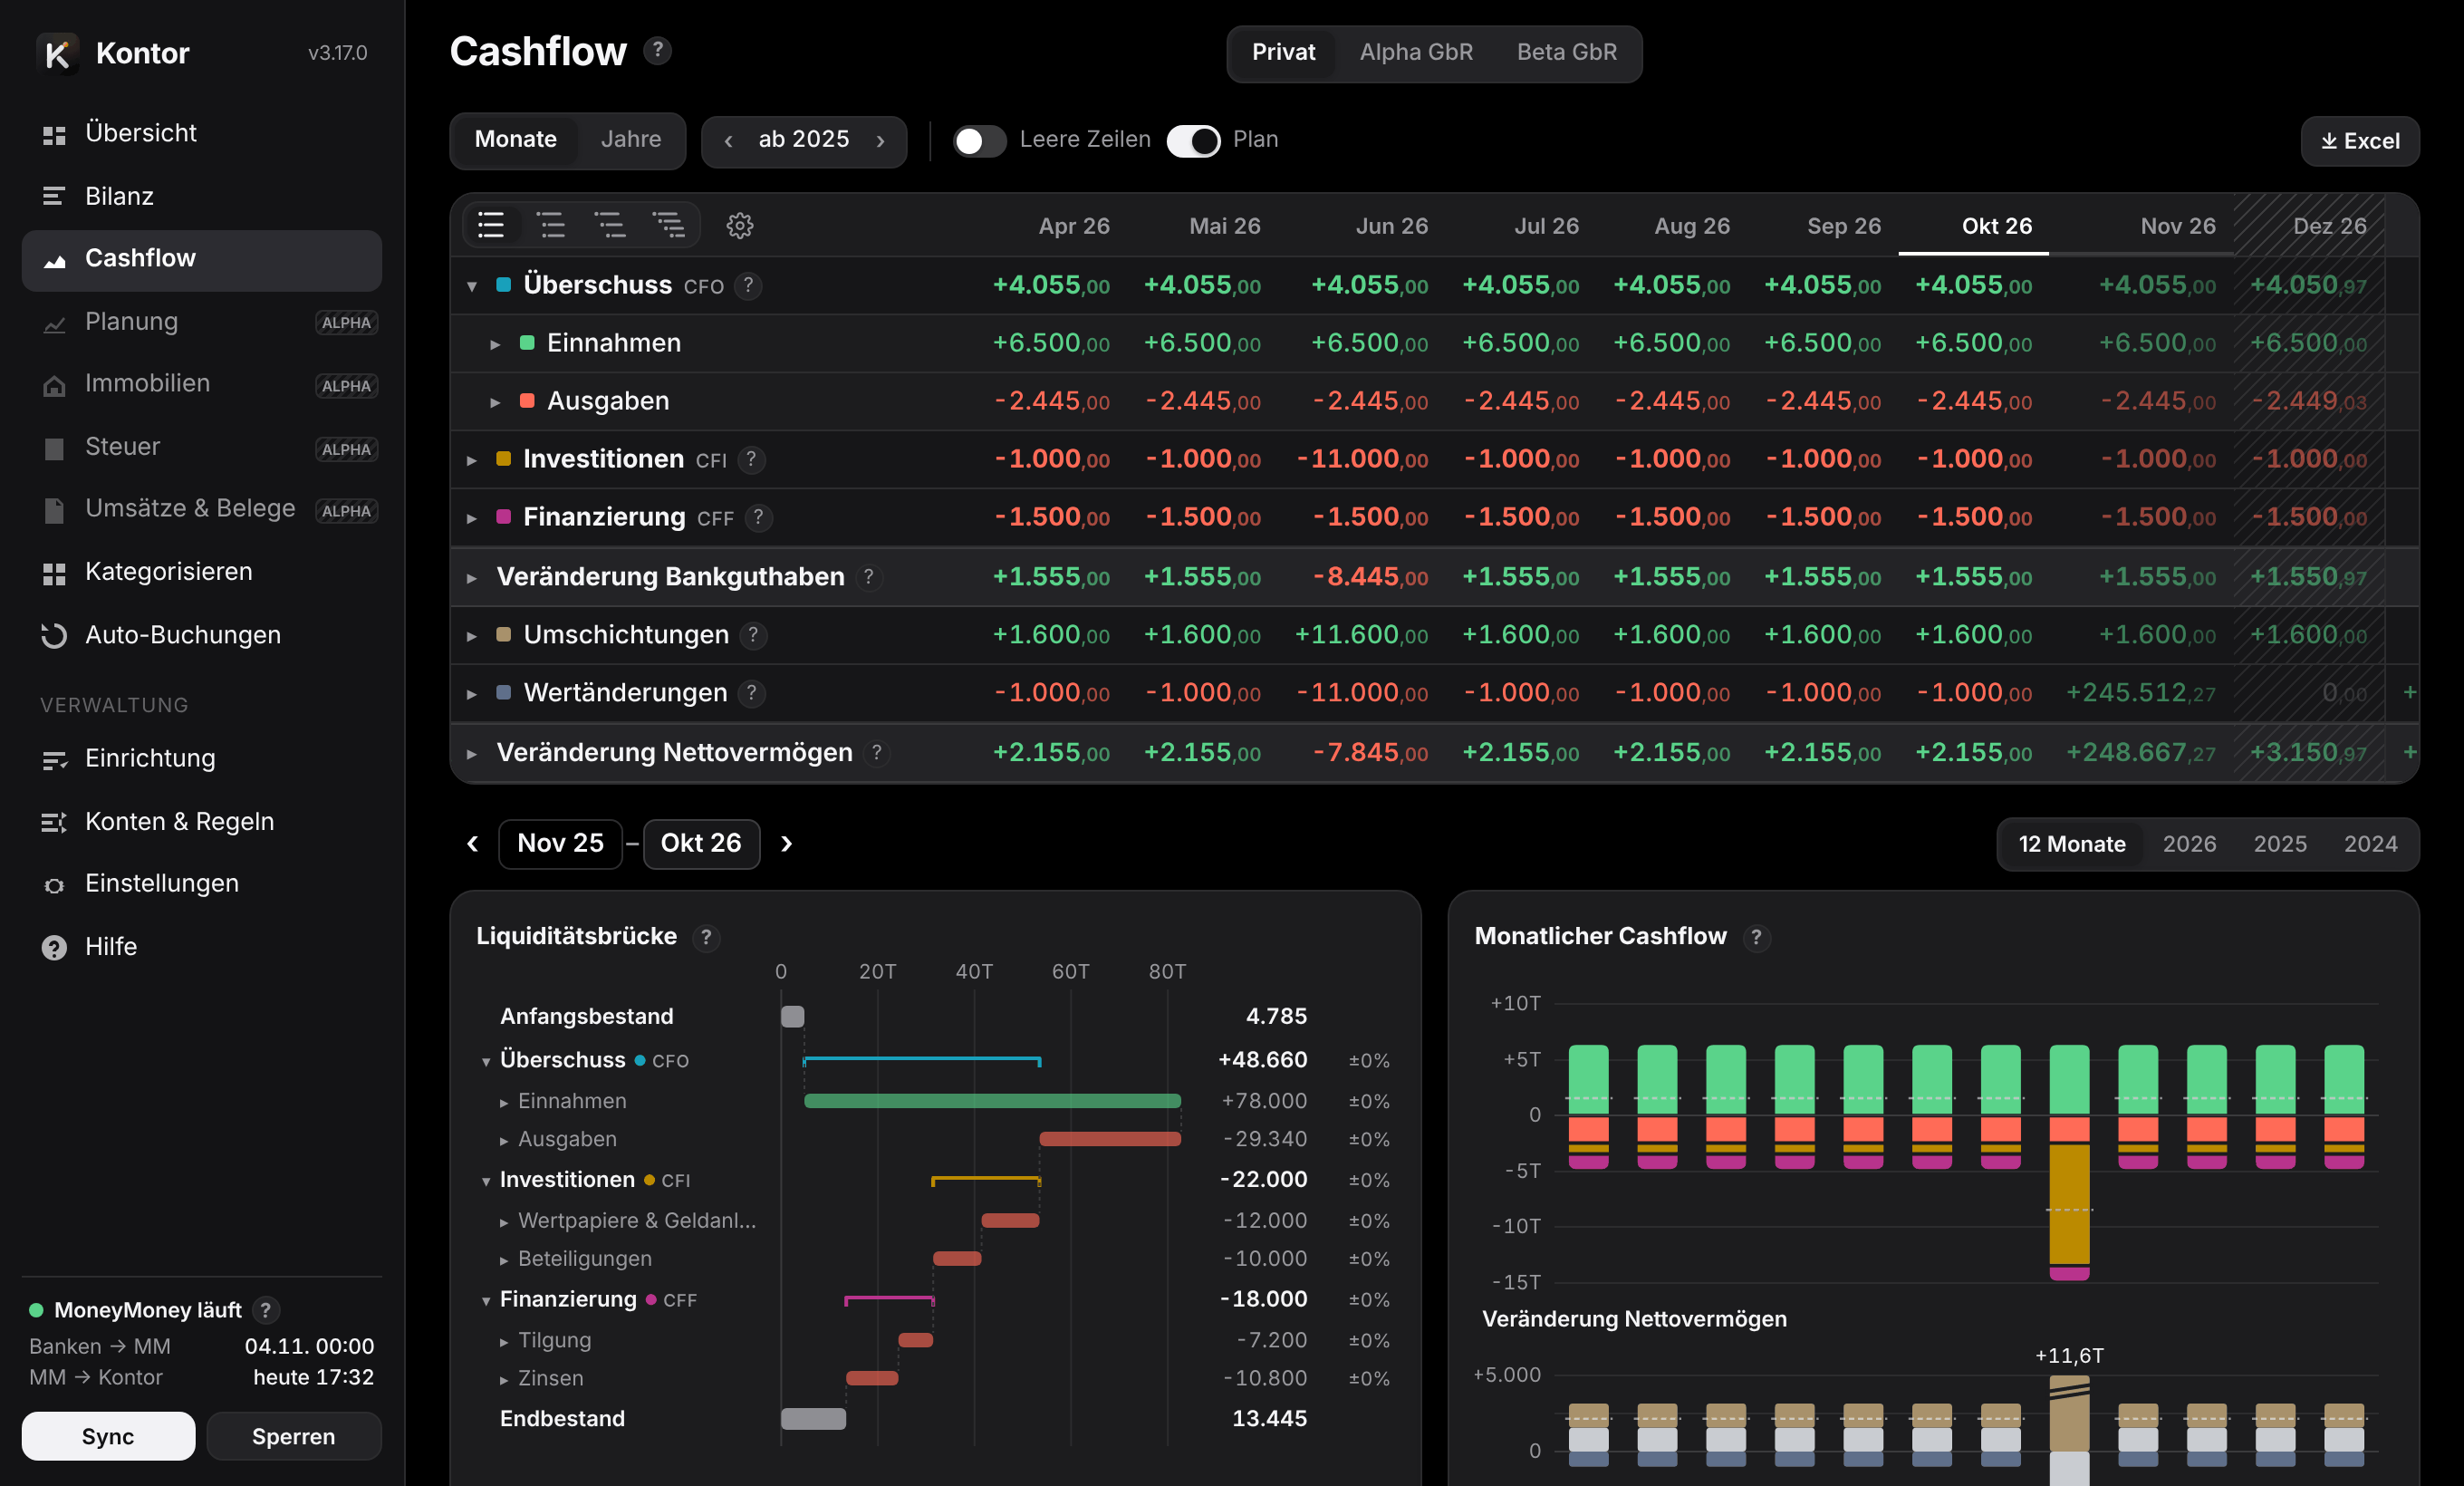 Kontor v3.17.0
Übersicht
Bilanz
Cashflow
Planung ALPHA
Immobilien ALPHA
Steuer ALPHA
Umsätze & Belege ALPHA
Kategorisieren
Auto-Buchungen
VERWALTUNG
Einrichtung
Konten & Regeln
Einstellungen
Hilfe
MoneyMoney läuft ?
Banken → MM 04.11. 00:00
MM → Kontor heute 17:32
Sync Sperren
Cashflow ? Privat Alpha GbR Beta GbR
Monate Jahre ‹ ab 2025 › Leere Zeilen Plan Excel
Apr 26 Mai 26 Jun 26 Jul 26 Aug 26 Sep 26 Okt 26 Nov 26 Dez 26
Überschuss CFO ? +4.055,00 +4.055,00 +4.055,00 +4.055,00 +4.055,00 +4.055,00 +4.055,00 +4.055,00 +4.050,97
Einnahmen +6.500,00 +6.500,00 +6.500,00 +6.500,00 +6.500,00 +6.500,00 +6.500,00 +6.500,00 +6.500,00
Ausgaben -2.445,00 -2.445,00 -2.445,00 -2.445,00 -2.445,00 -2.445,00 -2.445,00 -2.445,00 -2.449,03
Investitionen CFI ? -1.000,00 -1.000,00 -11.000,00 -1.000,00 -1.000,00 -1.000,00 -1.000,00 -1.000,00 -1.000,00
Finanzierung CFF ? -1.500,00 -1.500,00 -1.500,00 -1.500,00 -1.500,00 -1.500,00 -1.500,00 -1.500,00 -1.500,00
Veränderung Bankguthaben ? +1.555,00 +1.555,00 -8.445,00 +1.555,00 +1.555,00 +1.555,00 +1.555,00 +1.555,00 +1.550,97
Umschichtungen ? +1.600,00 +1.600,00 +11.600,00 +1.600,00 +1.600,00 +1.600,00 +1.600,00 +1.600,00 +1.600,00
Wertänderungen ? -1.000,00 -1.000,00 -11.000,00 -1.000,00 -1.000,00 -1.000,00 -1.000,00 +245.512,27 0,00 +
Veränderung Nettovermögen ? +2.155,00 +2.155,00 -7.845,00 +2.155,00 +2.155,00 +2.155,00 +2.155,00 +248.667,27 +3.150,97 +
‹ Nov 25 – Okt 26 › 12 Monate 2026 2025 2024
Liquiditätsbrücke ?
0 20T 40T 60T 80T
Anfangsbestand 4.785
Überschuss CFO +48.660 ±0%
Einnahmen +78.000 ±0%
Ausgaben -29.340 ±0%
Investitionen CFI -22.000 ±0%
Wertpapiere & Geldanl... -12.000 ±0%
Beteiligungen -10.000 ±0%
Finanzierung CFF -18.000 ±0%
Tilgung -7.200 ±0%
Zinsen -10.800 ±0%
Endbestand 13.445
Monatlicher Cashflow ?
+10T
+5T
0
-5T
-10T
-15T
Veränderung Nettovermögen
+11,6T
+5.000
0